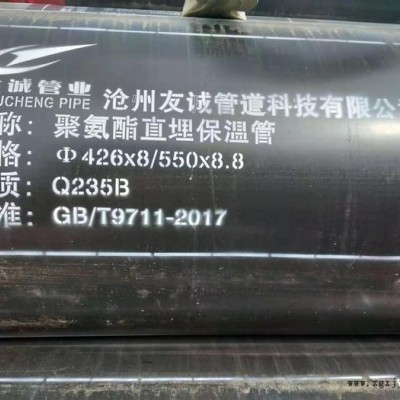 诚管业
UCHENG PIPE 沧州友诚管道科技有限公
称: 聚氨酯直埋保温管
格: Φ426x8/550x8.8
质: Q235B
准: GB/T9711-2017